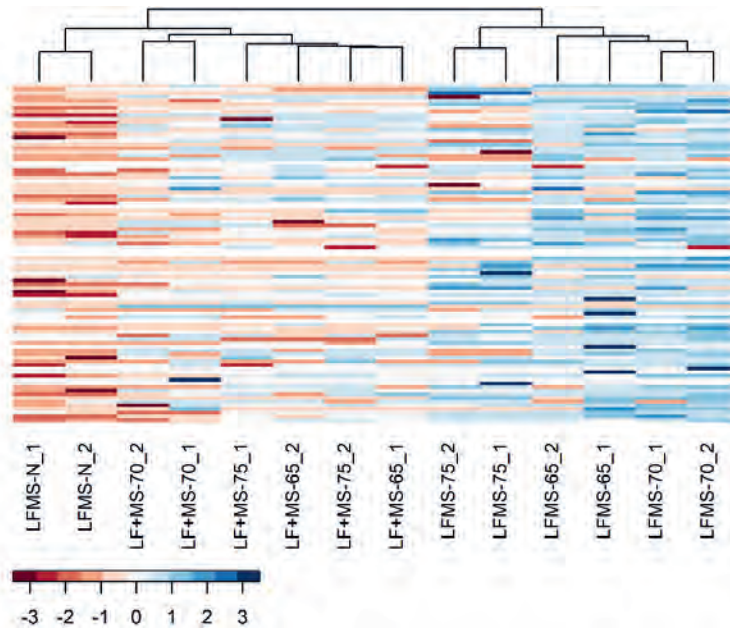 LFMS-N_1
LFMS-N_2
LF+MS-70_2
LF+MS-70_1
LF+MS-75_1
LF+MS-65_2
LF+MS-75_2
LF+MS-65_1
LFMS-75_2
LFMS-75_1
LFMS-65_2
LFMS-65_1
LFMS-70_1
LFMS-70_2
-3 -2 -1 0 1 2 3